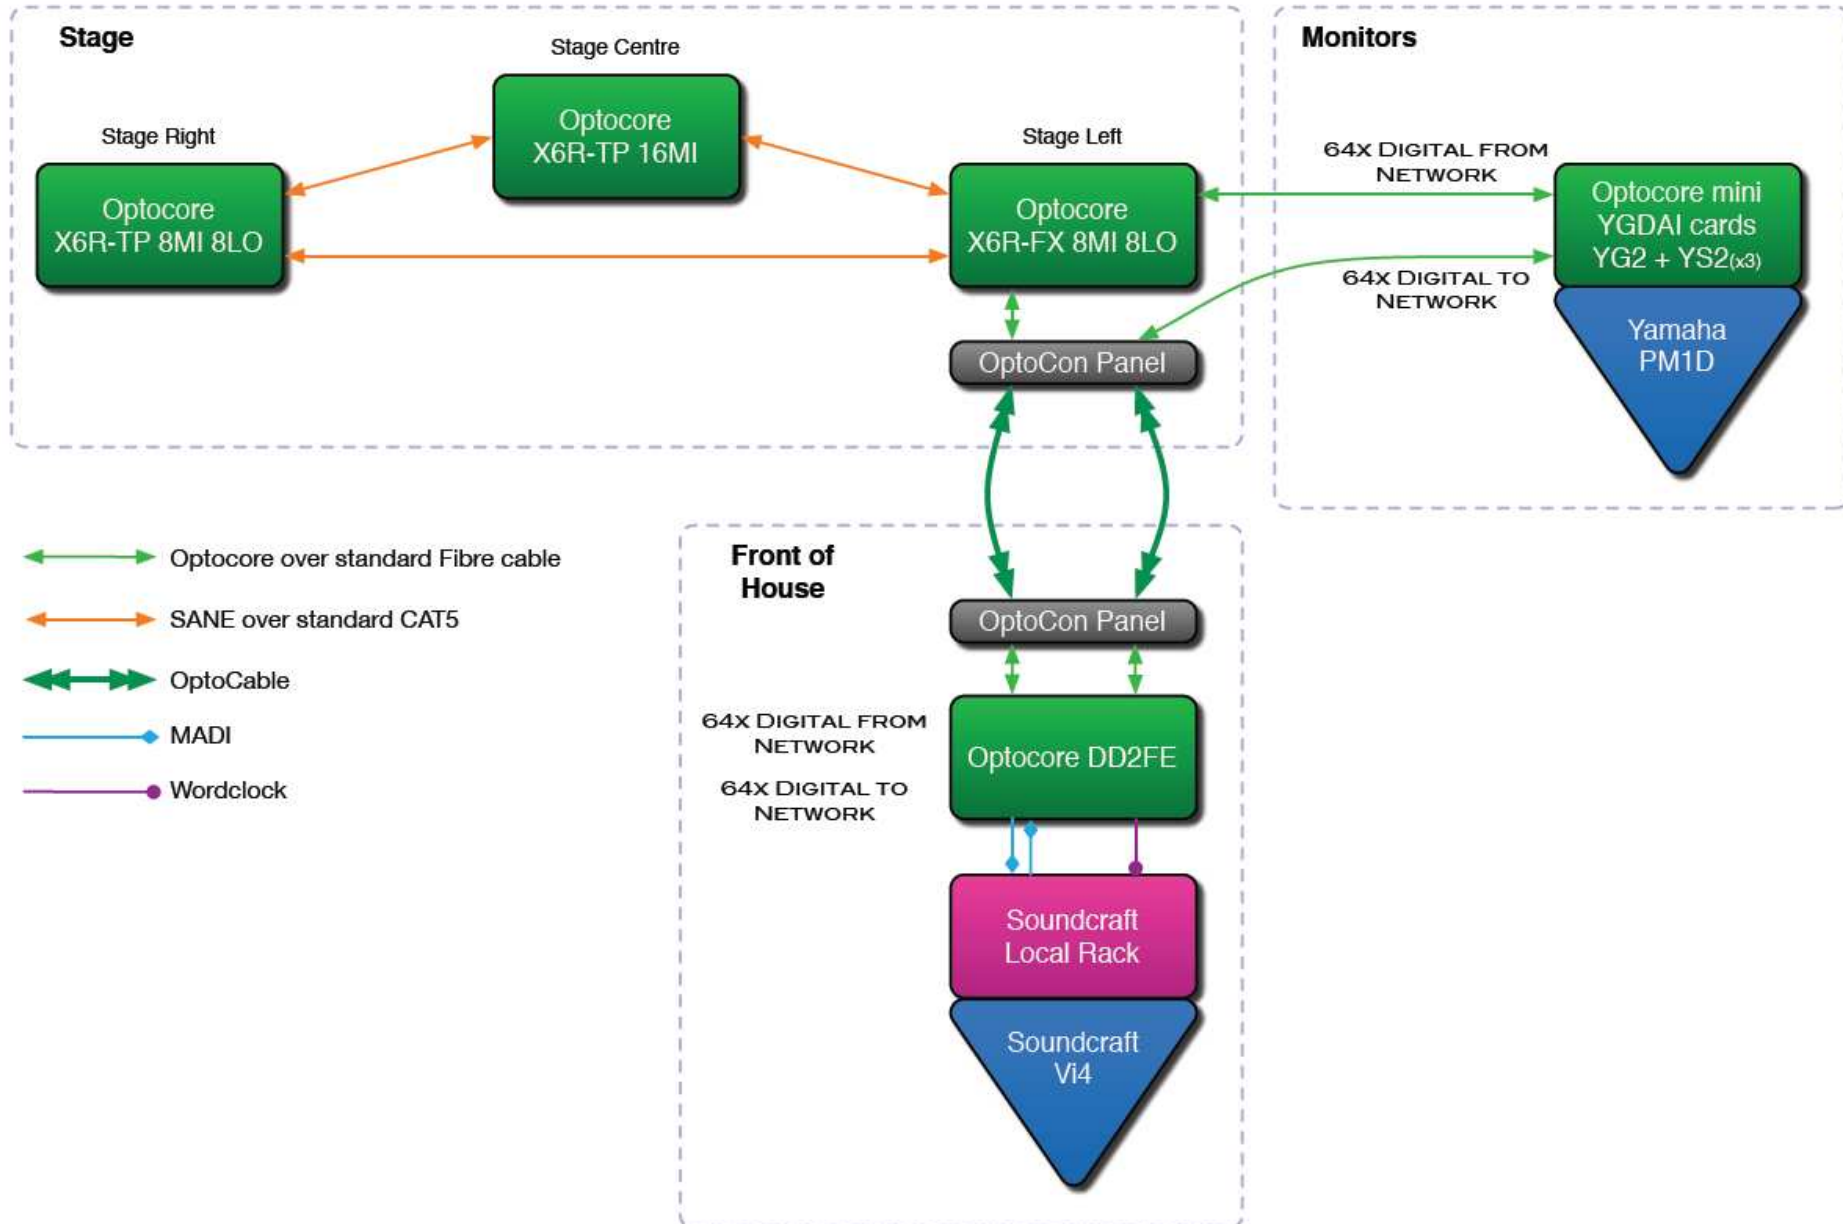 Stage
Stage Centre
Stage Right
Stage Left
Optocore
X6R-TP 16MI
Optocore
X6R-TP 8MI 8LO
Optocore
X6R-FX 8MI 8LO
OptoCon Panel
Monitors
64X DIGITAL FROM
NETWORK
64X DIGITAL TO
NETWORK
Optocore mini
YGDAI cards
YG2 + YS2(x3)
Yamaha
PM1D
Optocore over standard Fibre cable
SANE over standard CAT5
OptoCable
MADI
Wordclock
Front of
House
OptoCon Panel
64X DIGITAL FROM
NETWORK
64X DIGITAL TO
NETWORK
Optocore DD2FE
Soundcraft
Local Rack
Soundcraft
Vi4